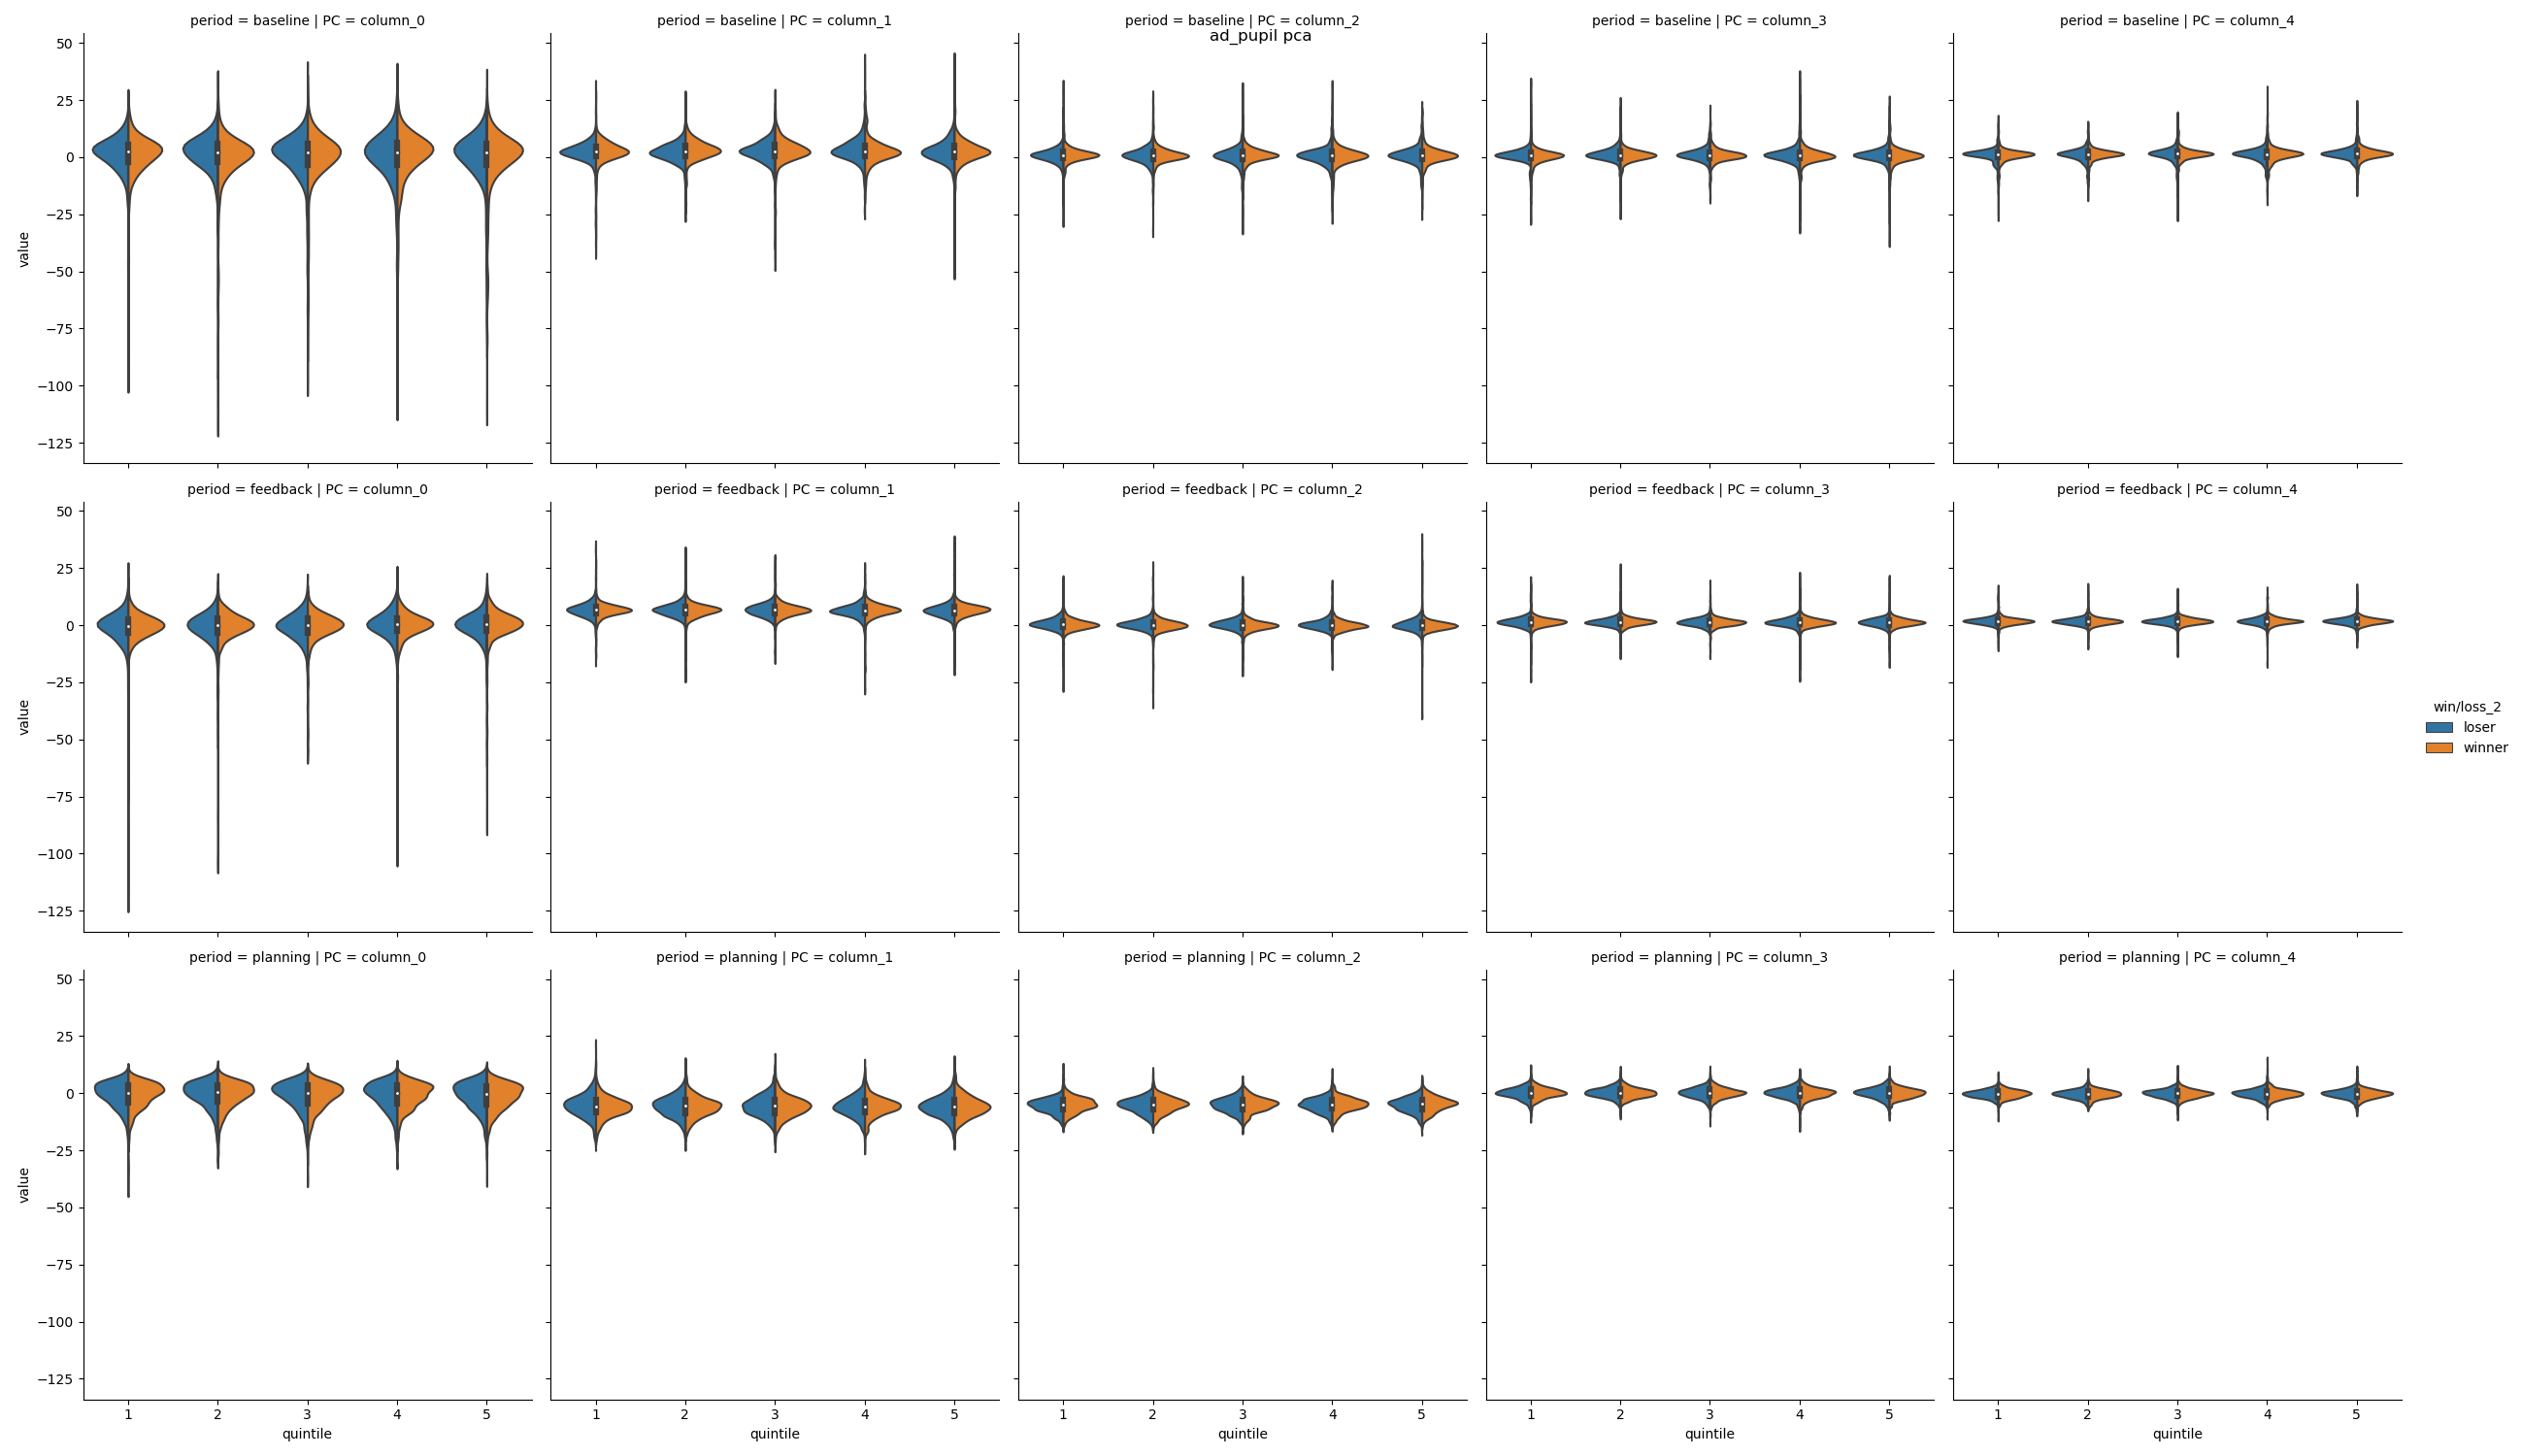 period = baseline | PC = column_0
period = baseline | PC = column_1
period = baseline | PC = column_2
period = baseline | PC = column_3
period = baseline | PC = column_4
ad_pupil pca
50
25
0
−25
−50
−75
−100
−125
value
period = feedback | PC = column_0
period = feedback | PC = column_1
period = feedback | PC = column_2
period = feedback | PC = column_3
period = feedback | PC = column_4
50
25
0
−25
−50
−75
−100
−125
value
win/loss_2
loser
winner
period = planning | PC = column_0
period = planning | PC = column_1
period = planning | PC = column_2
period = planning | PC = column_3
period = planning | PC = column_4
50
25
0
−25
−50
−75
−100
−125
value
1 2 3 4 5
1 2 3 4 5
1 2 3 4 5
1 2 3 4 5
1 2 3 4 5
quintile
quintile
quintile
quintile
quintile